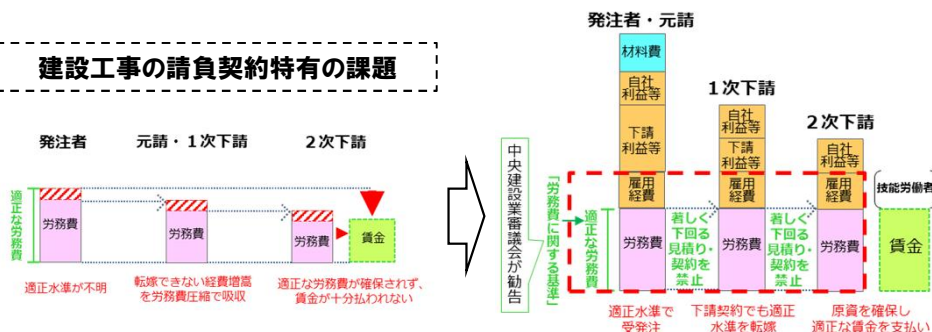 建設工事の請負契約特有の課題
発注者
元請・1次下請
2次下請
適正な労務費
労務費
労務費
労務費
賃金
適正水準が不明
転嫁できない経費増嵩
を労務費圧縮で吸収
適正な労務費が確保されず、
賃金が十分払われない
発注者・元請
1次下請
2次下請
材料費
自社
利益等
下請
利益等
雇用
経費
労務費
自社
利益等
下請
利益等
雇用
経費
労務費
自社
利益等
雇用
経費
労務費
技能労働者
賃金
中央建設業審議会が勧告
「労務費に関する基準」
適正な労務費
著しく
下回る
見積り・
契約を
禁止
著しく
下回る
見積り・
契約を
禁止
適正水準で
受発注
下請契約でも適正
水準を転嫁
原資を確保し
適正な賃金を支払い